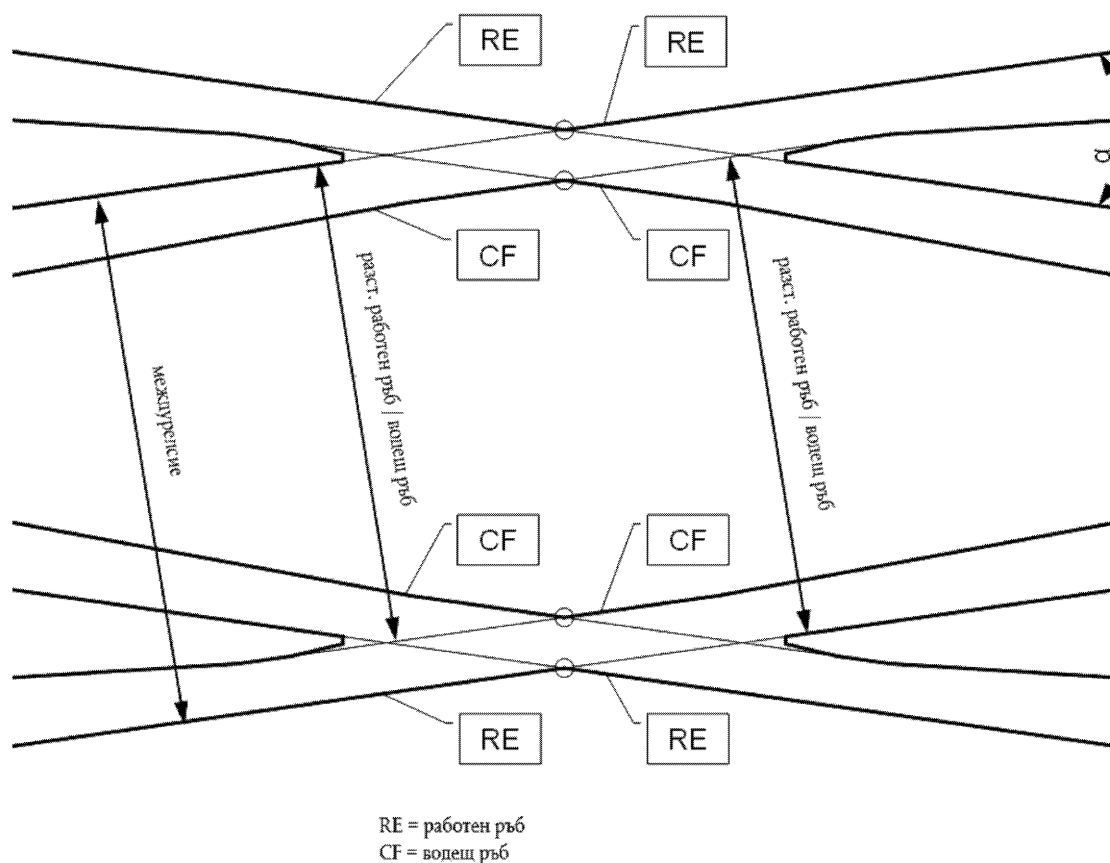 RE
RE
CF
CF
α
разст. работен ръб / водещ ръб
разст. работен ръб / водещ ръб
междурелсие
CF
CF
RE
RE
RE = работен ръб
CF = водещ ръб